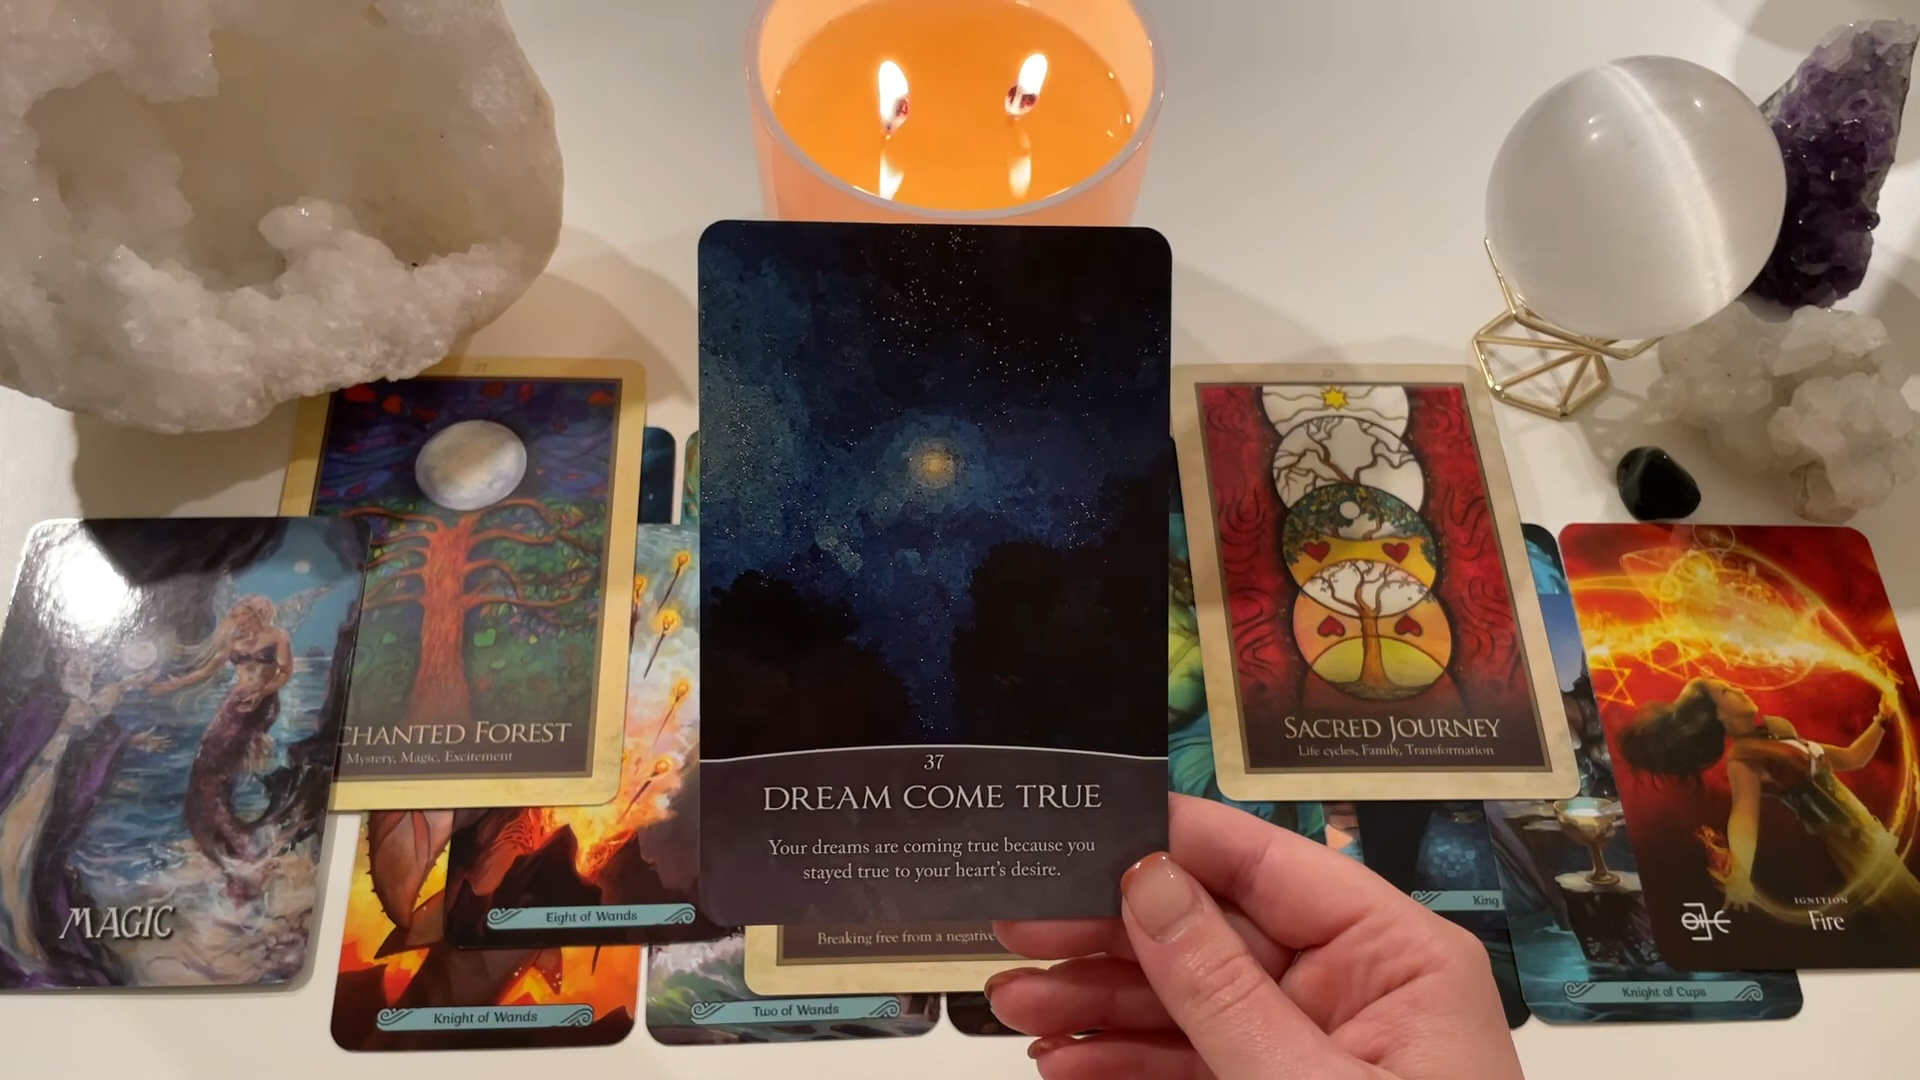 27
CHANTED FOREST
Mystery, Magic, Excitement
MAGIC
Eight of Wands
Knight of Wands
Two of Wands
37
DREAM COME TRUE
Your dreams are coming true because you
stayed true to your heart's desire.
Breaking free from a negative
SACRED JOURNEY
Life cycles, Family, Transformation
King
Knight of Cups
IGNITION
Fire